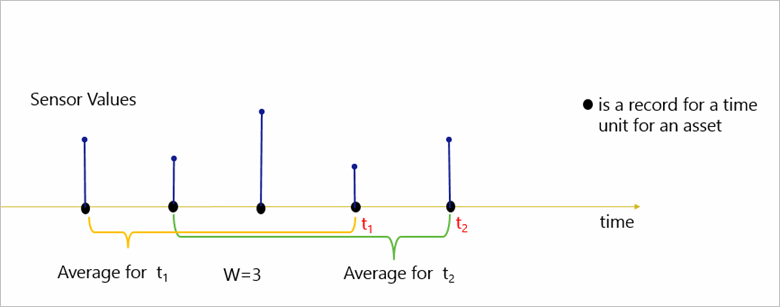 Sensor Values
is a record for a time
unit for an asset
t₁
t₂
time
Average for t₁
W=3
Average for t₂